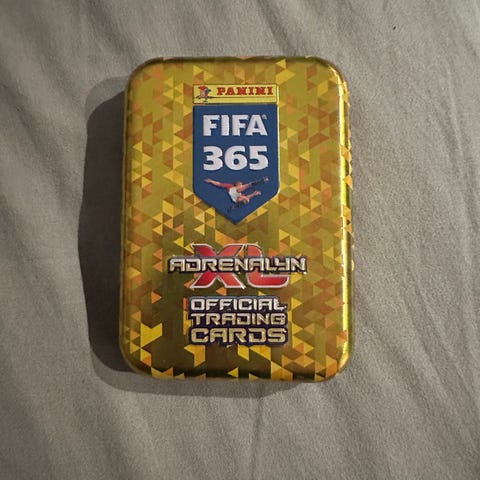 PANINI
FIFA
365
ADRENALYN
XL
OFFICIAL
TRADING
CARDS